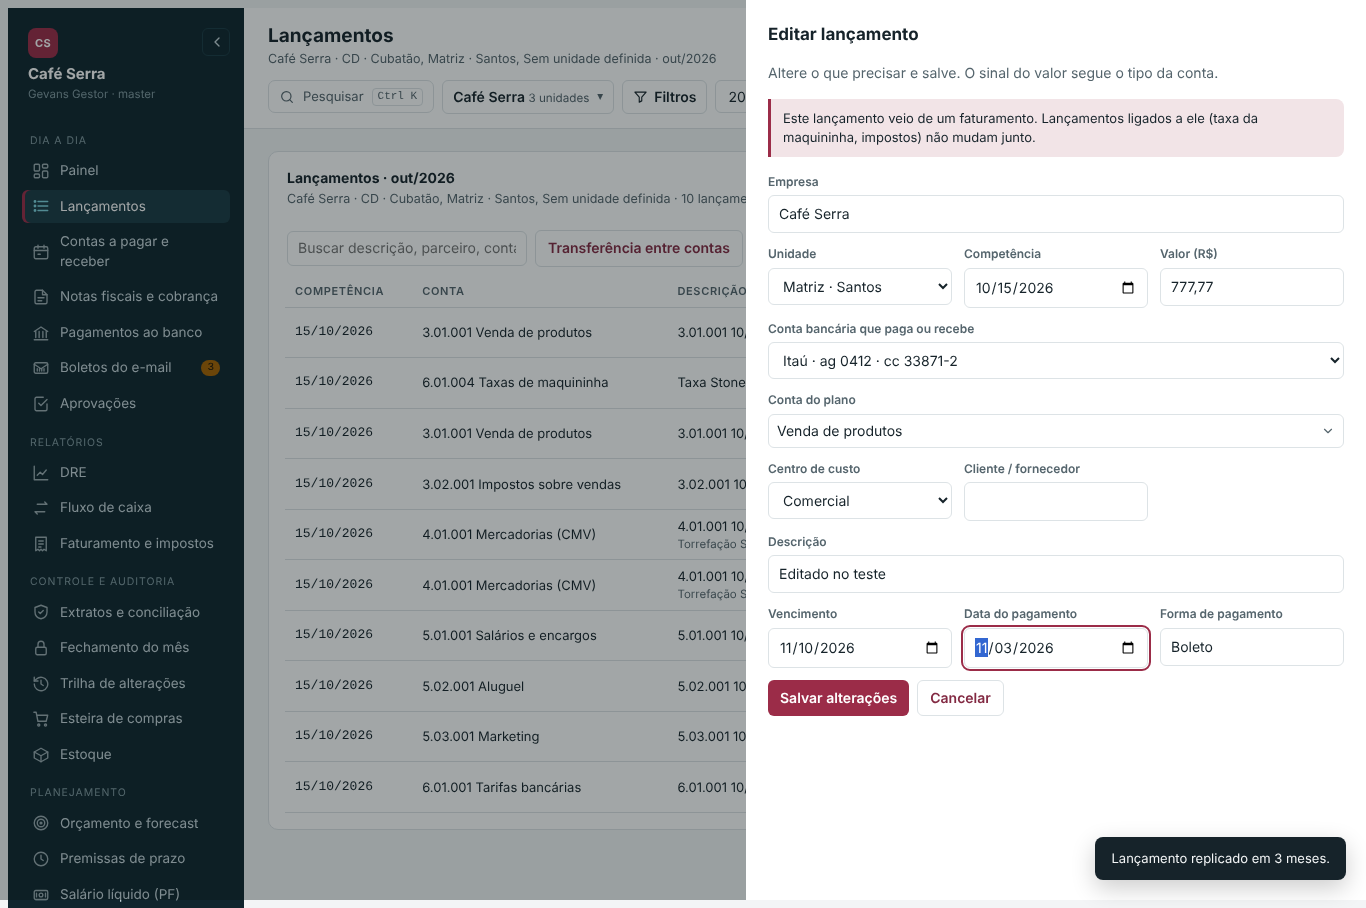 CS
Café Serra
Gevans Gestor · master
DIA A DIA
Painel
Lançamentos
Contas a pagar e
receber
Notas fiscais e cobrança
Pagamentos ao banco
Boletos do e-mail 3
Aprovações
RELATÓRIOS
DRE
Fluxo de caixa
Faturamento e impostos
CONTROLE E AUDITORIA
Extratos e conciliação
Fechamento do mês
Trilha de alterações
Esteira de compras
Estoque
PLANEJAMENTO
Orçamento e forecast
Premissas de prazo
Salário líquido (PF)
Lançamentos
Café Serra · CD · Cubatão, Matriz · Santos, Sem unidade definida · out/2026
Pesquisar Ctrl K Café Serra 3 unidades ▾ Filtros 20
Lançamentos · out/2026
Café Serra · CD · Cubatão, Matriz · Santos, Sem unidade definida · 10 lançame
Buscar descrição, parceiro, cont Transferência entre contas
COMPETÊNCIA CONTA DESCRIÇÃO
15/10/2026 3.01.001 Venda de produtos 3.01.001 10/
15/10/2026 6.01.004 Taxas de maquininha Taxa Stone
15/10/2026 3.01.001 Venda de produtos 3.01.001 10/
15/10/2026 3.02.001 Impostos sobre vendas 3.02.001 10
15/10/2026 4.01.001 Mercadorias (CMV) 4.01.001 10/
Torrefação S
15/10/2026 4.01.001 Mercadorias (CMV) 4.01.001 10/
Torrefação S
15/10/2026 5.01.001 Salários e encargos 5.01.001 10/
15/10/2026 5.02.001 Aluguel 5.02.001 10
15/10/2026 5.03.001 Marketing 5.03.001 10
15/10/2026 6.01.001 Tarifas bancárias 6.01.001 10/
Editar lançamento
Altere o que precisar e salve. O sinal do valor segue o tipo da conta.
Este lançamento veio de um faturamento. Lançamentos ligados a ele (taxa da
maquininha, impostos) não mudam junto.
Empresa
Café Serra
Unidade Competência Valor (R$)
Matriz · Santos 10/15/2026 777,77
Conta bancária que paga ou recebe
Itaú · ag 0412 · cc 33871-2
Conta do plano
Venda de produtos
Centro de custo Cliente / fornecedor
Comercial
Descrição
Editado no teste
Vencimento Data do pagamento Forma de pagamento
11/10/2026 11/03/2026 Boleto
Salvar alterações Cancelar
Lançamento replicado em 3 meses.